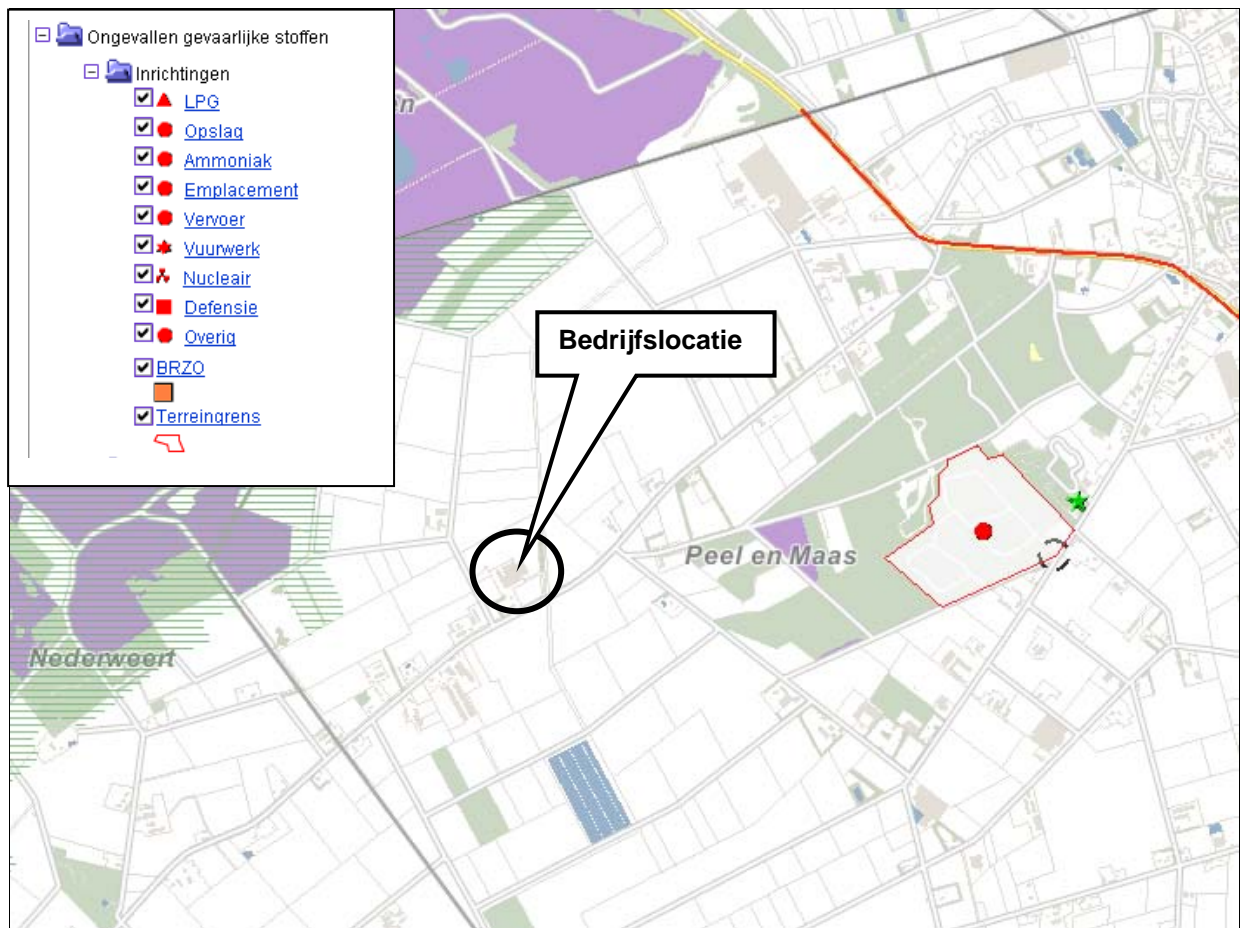 Ongevallen gevaarlijke stoffen
Inrichtingen
LPG
Opslag
Ammoniak
Emplacement
Vervoer
Vuurwerk
Nucleair
Defensie
Overig
BRZO
Terreingrens
Bedrijfslocatie
Peel en Maas
Nederweert